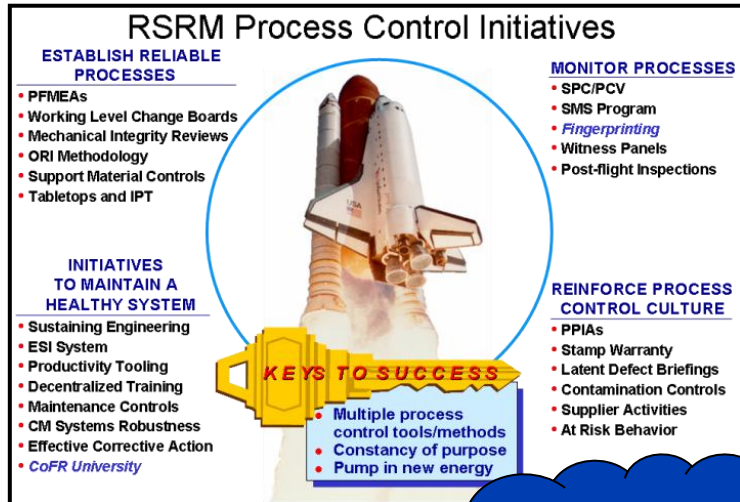 RSRM Process Control Initiatives
ESTABLISH RELIABLE
PROCESSES
• PFMEAs
• Working Level Change Boards
• Mechanical Integrity Reviews
• ORI Methodology
• Support Material Controls
• Tabletops and IPT
MONITOR PROCESSES
• SPC/PCV
• SMS Program
• Fingerprinting
• Witness Panels
• Post-flight Inspections
USA
INITIATIVES
TO MAINTAIN A
HEALTHY SYSTEM
• Sustaining Engineering
• ESI System
• Productivity Tooling
• Decentralized Training
• Maintenance Controls
• CM Systems Robustness
• Effective Corrective Action
• CoFR University
REINFORCE PROCESS
CONTROL CULTURE
• PPIAs
• Stamp Warranty
• Latent Defect Briefings
• Contamination Controls
• Supplier Activities
• At Risk Behavior
KEYS TO SUCCESS
• Multiple process
control tools/methods
• Constancy of purpose
• Pump in new energy